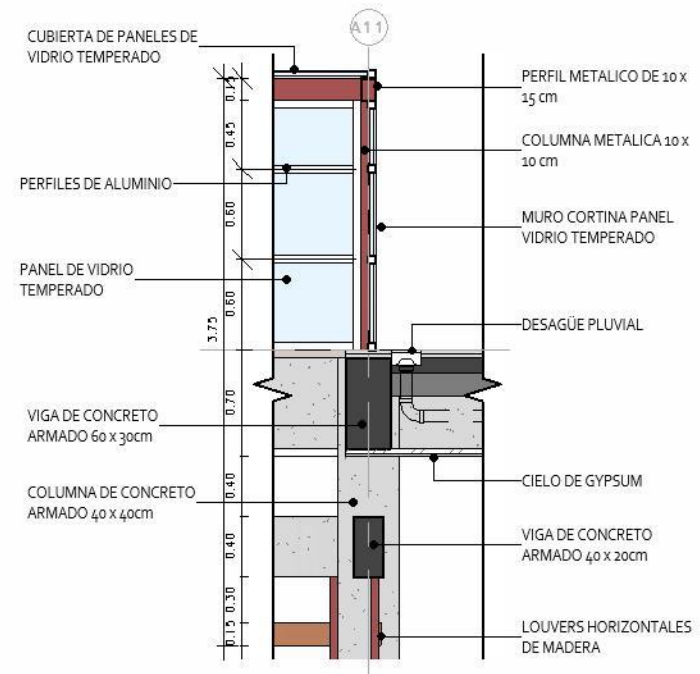 A11
CUBIERTA DE PANELES DE
VIDRIO TEMPERADO
PERFILES DE ALUMINIO
PANEL DE VIDRIO
TEMPERADO
VIGA DE CONCRETO
ARMADO 60 x 30cm
COLUMNA DE CONCRETO
ARMADO 40 x 40cm
0.15
0.45
0.60
0.60
3.75
0.70
0.40
0.40
0.30
0.15
PERFIL METALICO DE 10 x
15 cm
COLUMNA METALICA 10 x
10 cm
MURO CORTINA PANEL
VIDRIO TEMPERADO
DESAGÜE PLUVIAL
CIELO DE GYPSUM
VIGA DE CONCRETO
ARMADO 40 x 20cm
LOUVERS HORIZONTALES
DE MADERA